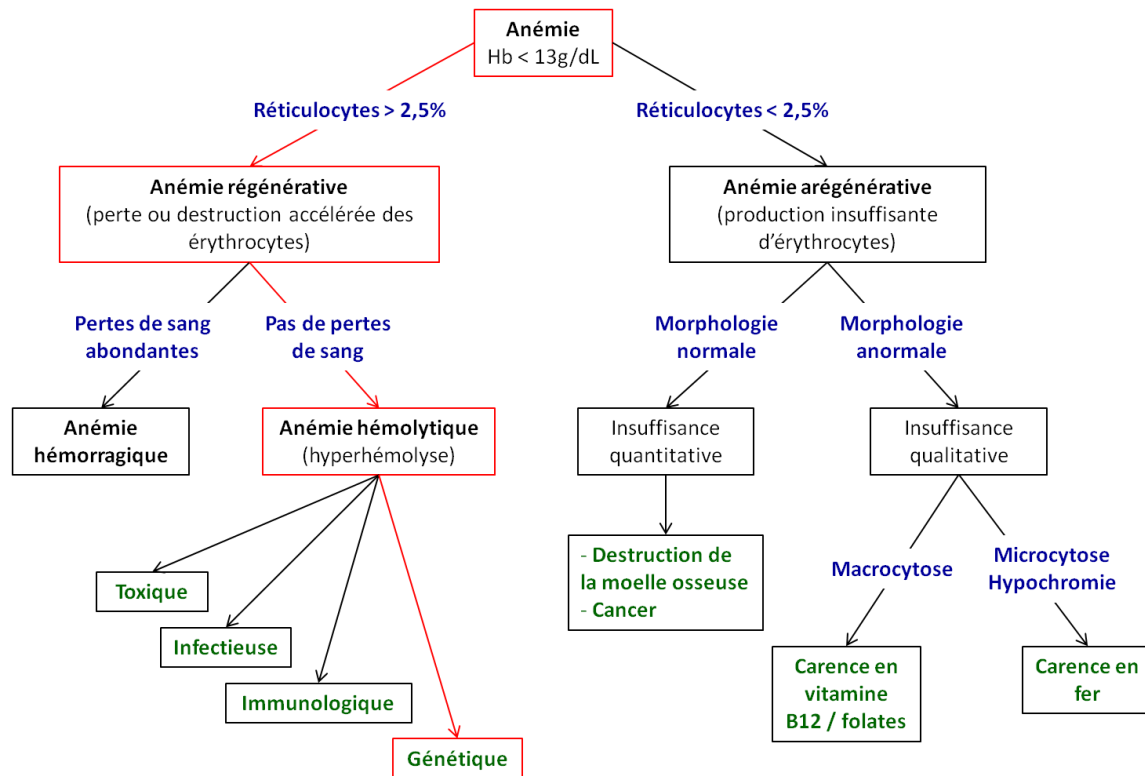 Anémie
Hb < 13g/dL
Réticulocytes > 2,5%
Réticulocytes < 2,5%
Anémie régénérative
(perte ou destruction accélérée des
érythrocytes)
Anémie arégénérative
(production insuffisante
d'érythrocytes)
Pertes de sang
abondantes
Pas de pertes
de sang
Morphologie
normale
Morphologie
anormale
Anémie
hémorragique
Anémie hémolytique
(hyperhémolyse)
Insuffisance
quantitative
Insuffisance
qualitative
- Destruction de
la moelle osseuse
- Cancer
Macrocytose
Microcytose
Hypochromie
Toxique
Infectieuse
Immunologique
Génétique
Carence en
vitamine
B12 / folates
Carence en
fer